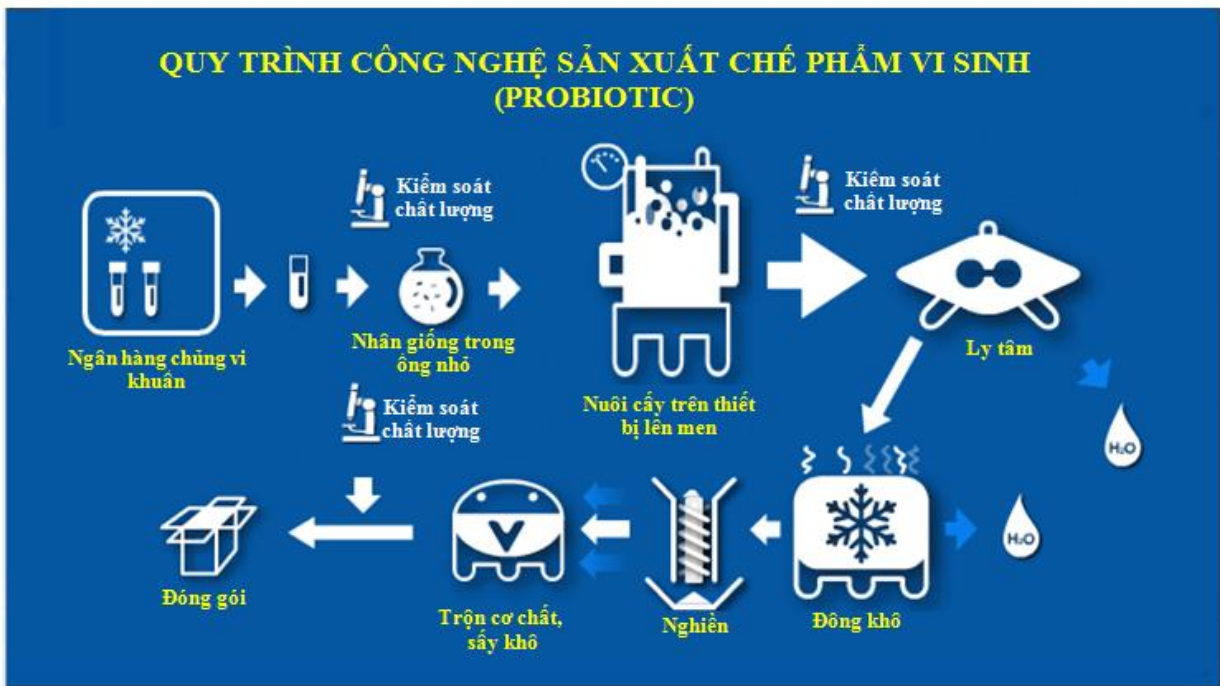 QUY TRÌNH CÔNG NGHỆ SẢN XUẤT CHẾ PHẨM VI SINH
(PROBIOTIC)
Kiểm soát
chất lượng
Kiêm soát
chất lượng
Ngân hàng chủng vi
khuẩn
Nhân giống trong
ống nhỏ
Nuôi cấy trên thiết
bị lên men
Ly tâm
H₂O
Kiểm soát
chất lượng
H₂O
Đóng gói
Trộn cơ chất,
sấy khô
Nghiền
Đông khô